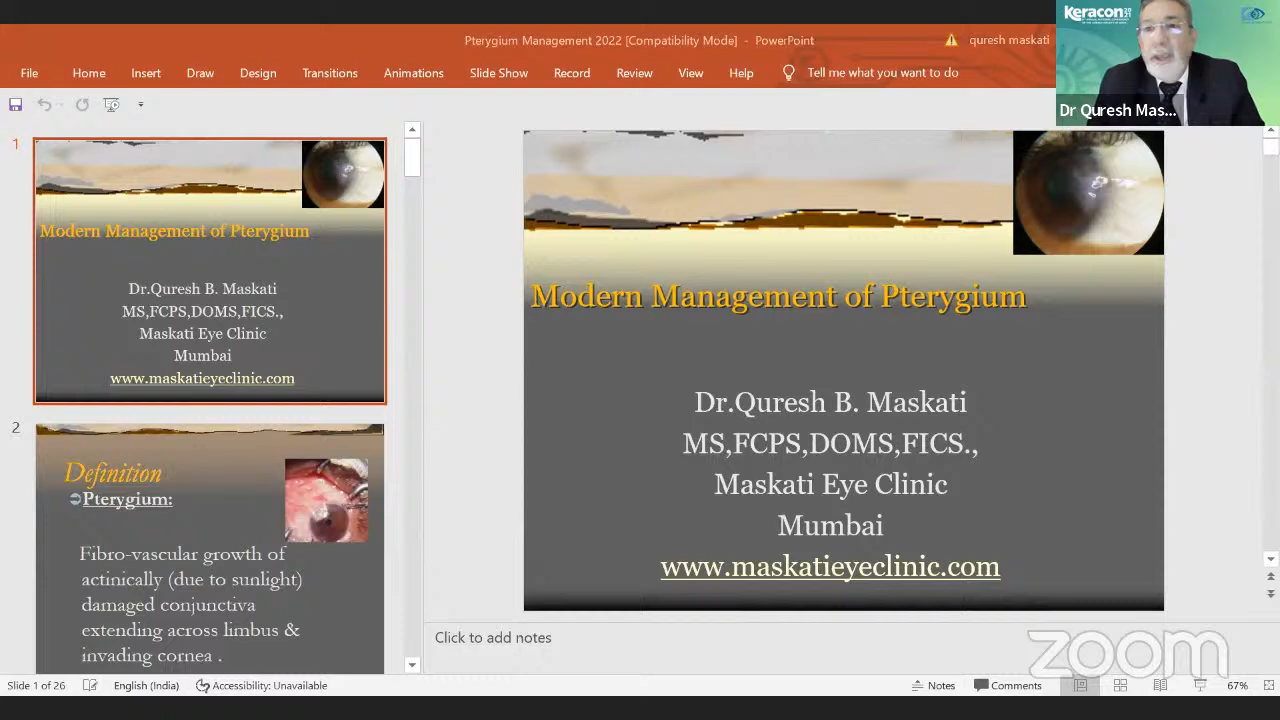 Keracon 2021
Pterygium Management 2022 [Compatibility Mode] - PowerPoint
quresh maskati
File Home Insert Draw Design Transitions Animations Slide Show Record Review View Help Tell me what you want to do
Dr Quresh Mas...
1
Modern Management of Pterygium
Dr.Quresh B. Maskati
MS,FCPS,DOMS,FICS.,
Maskati Eye Clinic
Mumbai
www.maskatieyeclinic.com
2
Definition
Pterygium:
Fibro-vascular growth of
actinically (due to sunlight)
damaged conjunctiva
extending across limbus &
invading cornea .
Modern Management of Pterygium
Dr.Quresh B. Maskati
MS,FCPS,DOMS,FICS.,
Maskati Eye Clinic
Mumbai
www.maskatieyeclinic.com
Click to add notes
zoom
Slide 1 of 26 English (India) Accessibility: Unavailable Notes Comments 67%